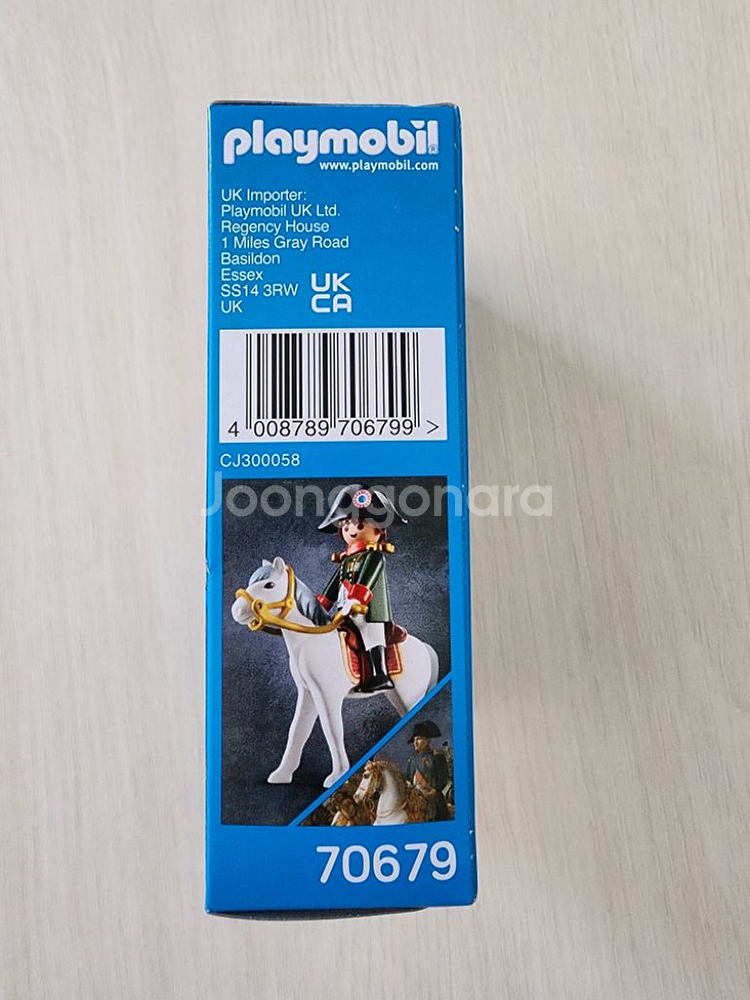 playmobil®
www.playmobil.com
UK Importer:
Playmobil UK Ltd.
Regency House
1 Miles Gray Road
Basildon
Essex
SS14 3RW
UK
UK
CA
4 008789 706799 >
CJ300058
Joonggonara
70679